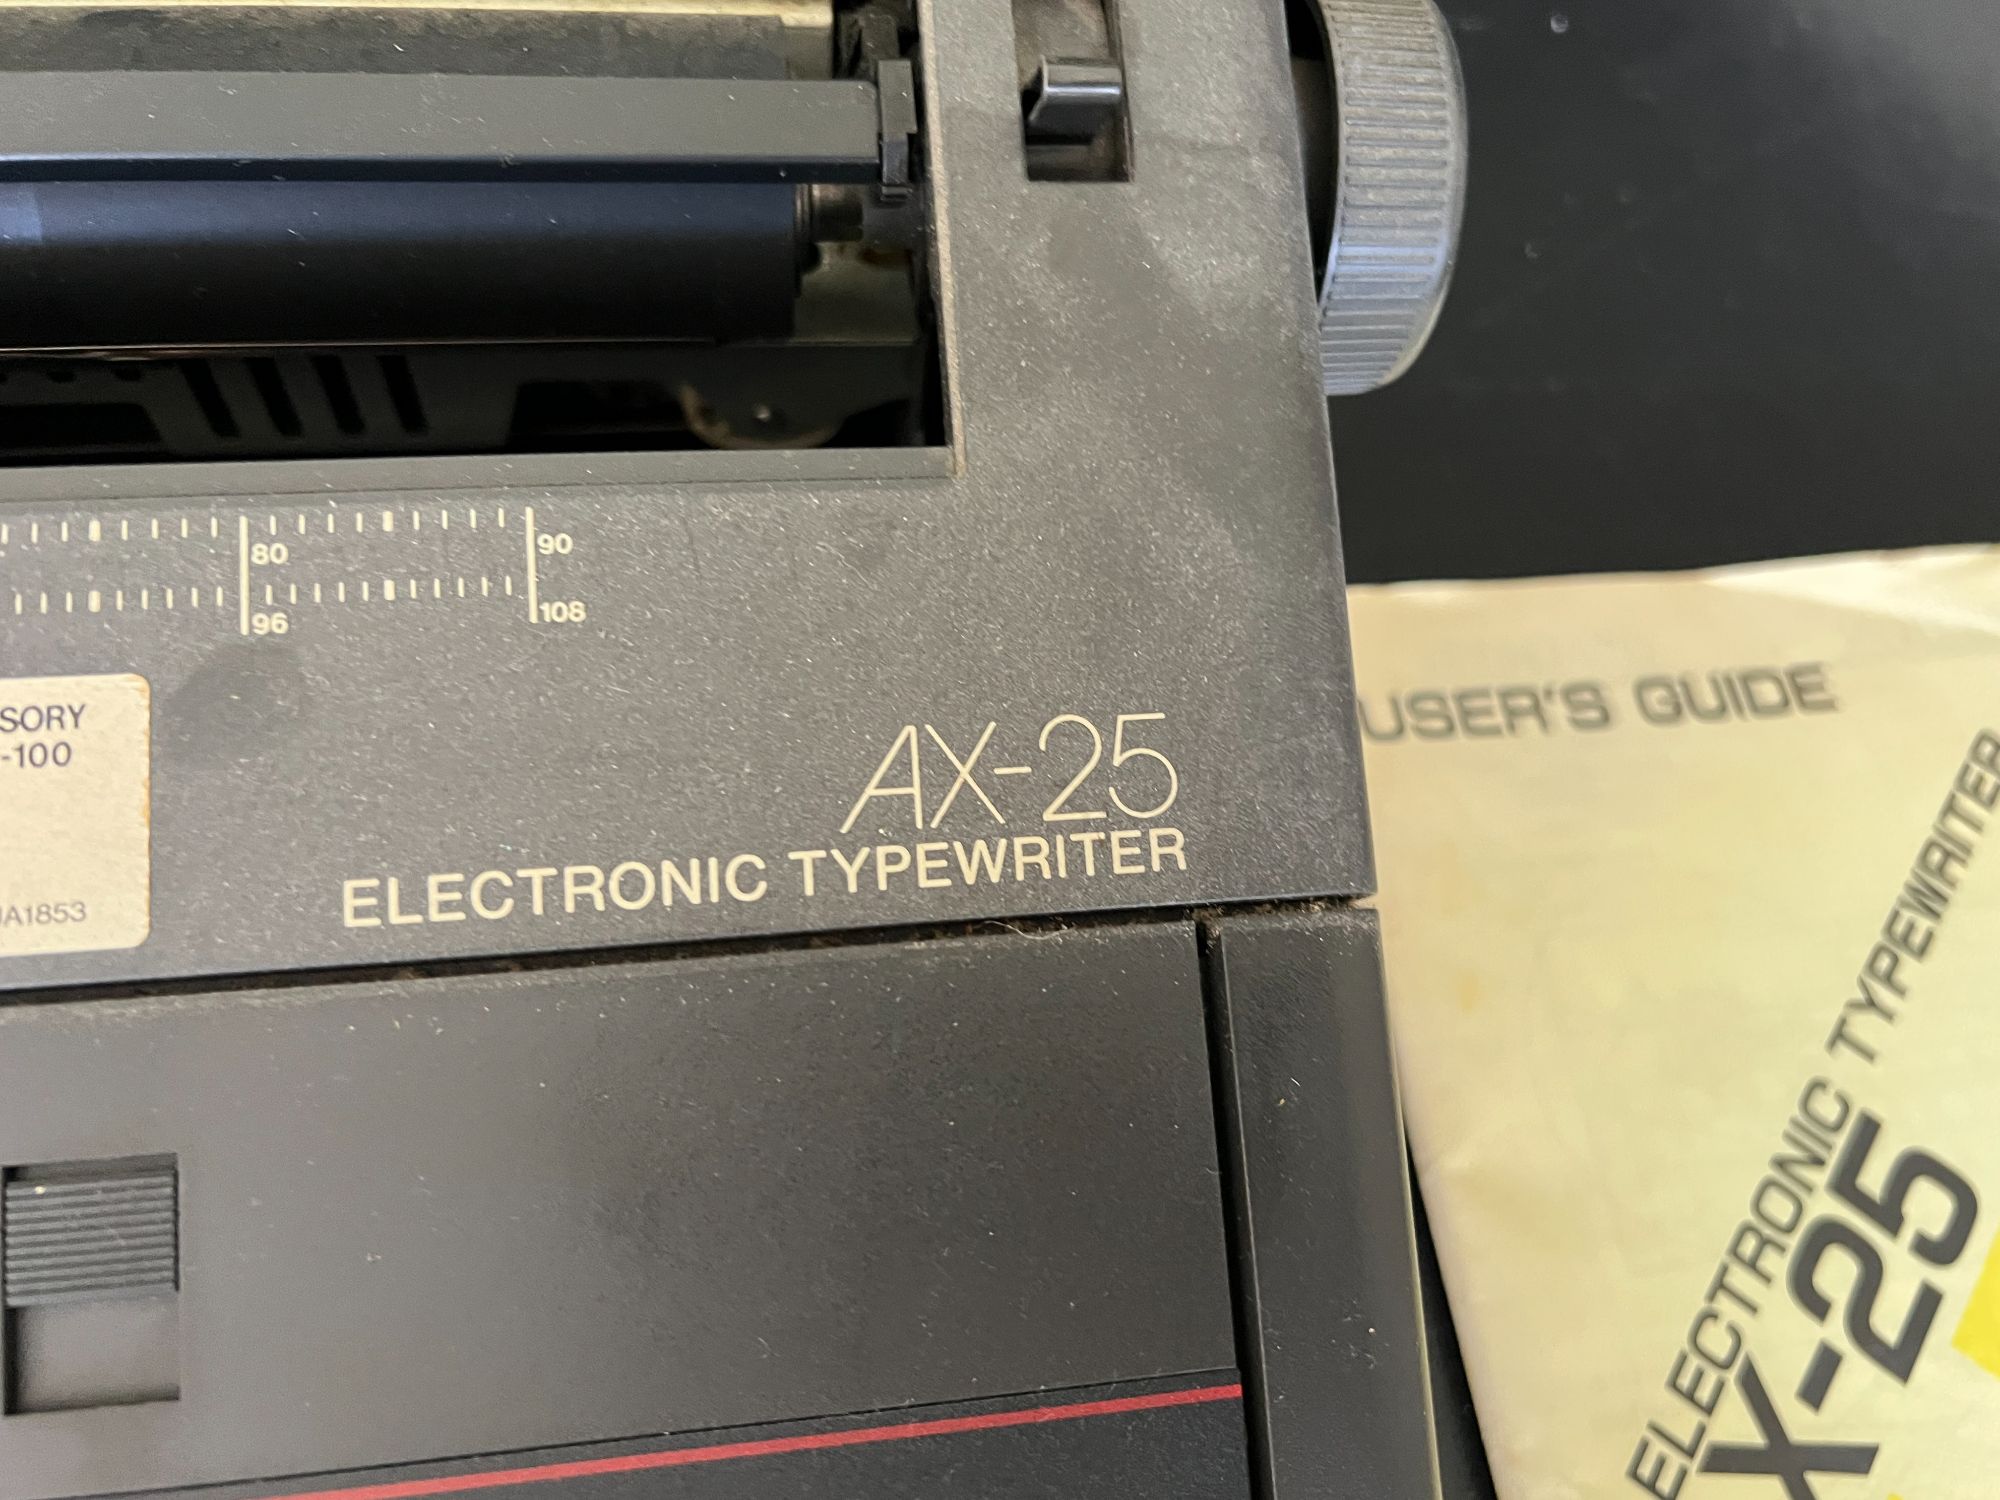 80
90
96
108
SORY
-100
A1853
AX-25
ELECTRONIC TYPEWRITER
USER'S GUIDE
ELECTRONIC TYPEWRITER
X-25